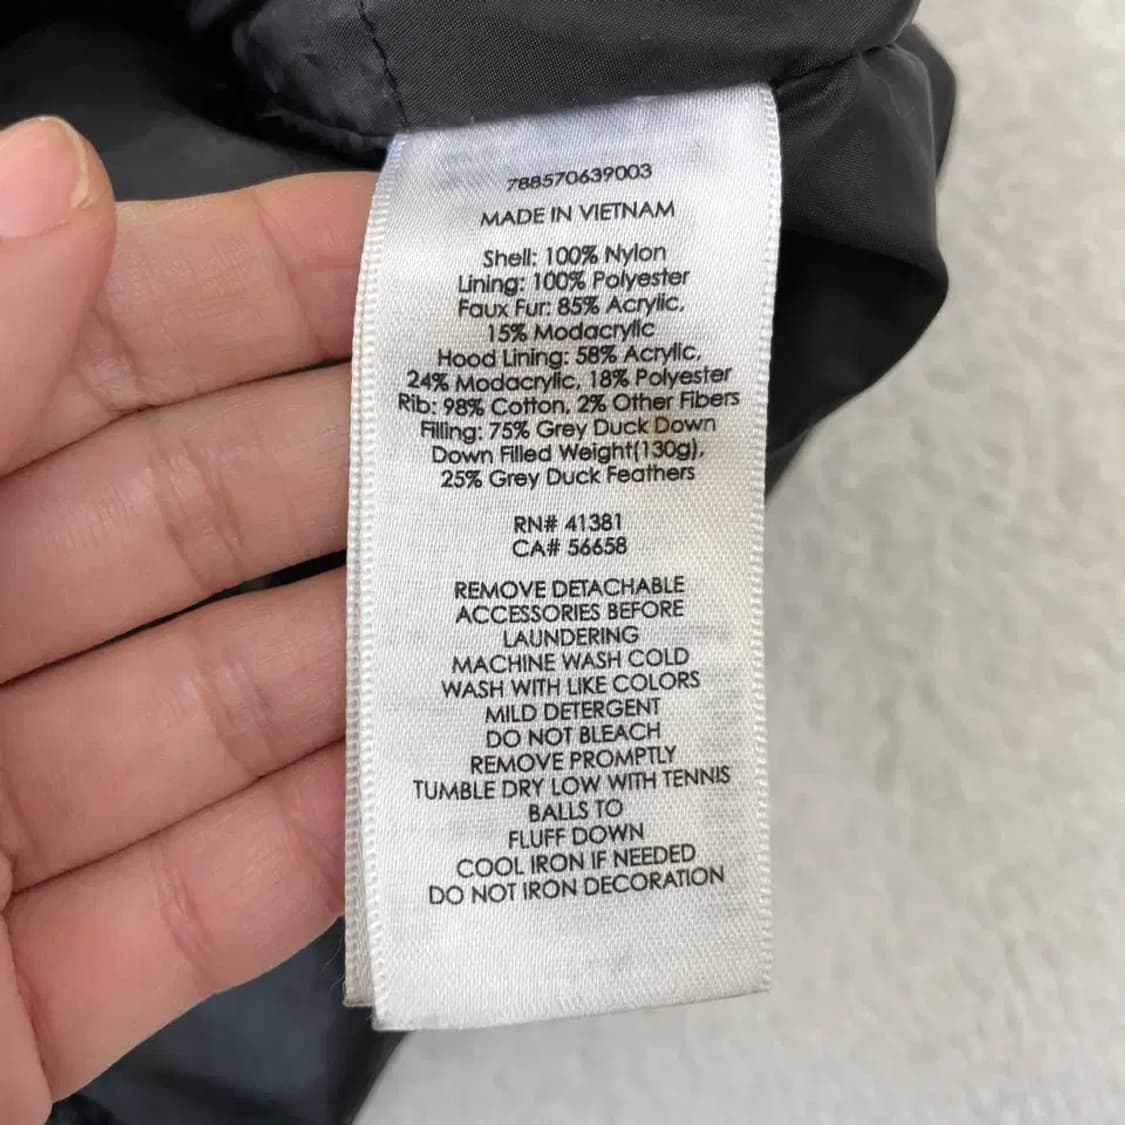 788570639003
MADE IN VIETNAM
Shell: 100% Nylon
Lining: 100% Polyester
Faux Fur: 85% Acrylic,
15% Modacrylic
Hood Lining: 58% Acrylic,
24% Modacrylic, 18% Polyester
Rib: 98% Cotton, 2% Other Fibers
Filling: 75% Grey Duck Down
Down Filled Weight(130g),
25% Grey Duck Feathers
RN# 41381
CA# 56658
REMOVE DETACHABLE
ACCESSORIES BEFORE
LAUNDERING
MACHINE WASH COLD
WASH WITH LIKE COLORS
MILD DETERGENT
DO NOT BLEACH
REMOVE PROMPTLY
TUMBLE DRY LOW WITH TENNIS
BALLS TO
FLUFF DOWN
COOL IRON IF NEEDED
DO NOT IRON DECORATION